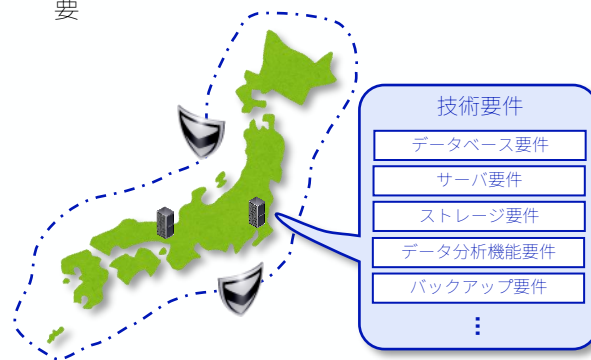 要
技術要件
データベース要件
サーバ要件
ストレージ要件
データ分析機能要件
バックアップ要件
⋮